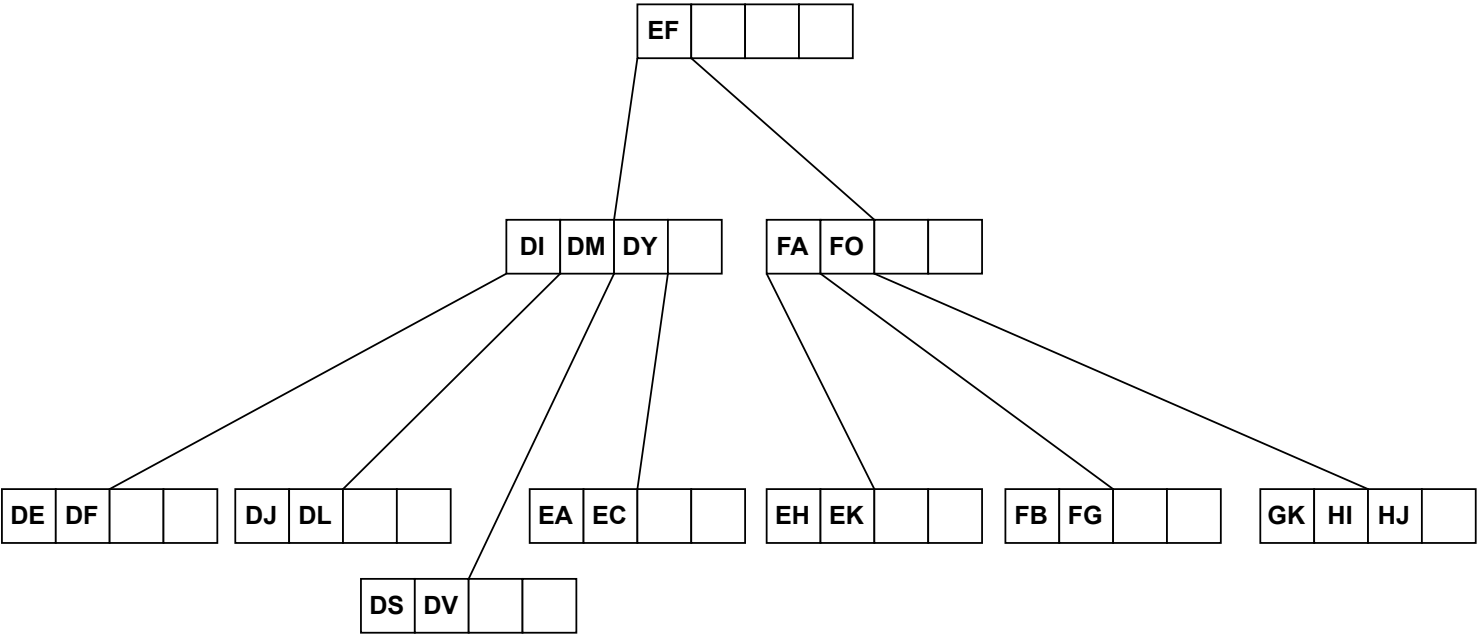 EF
DI DM DY FA FO
DE DF DJ DL EA EC EH EK FB FG GK HI HJ
DS DV